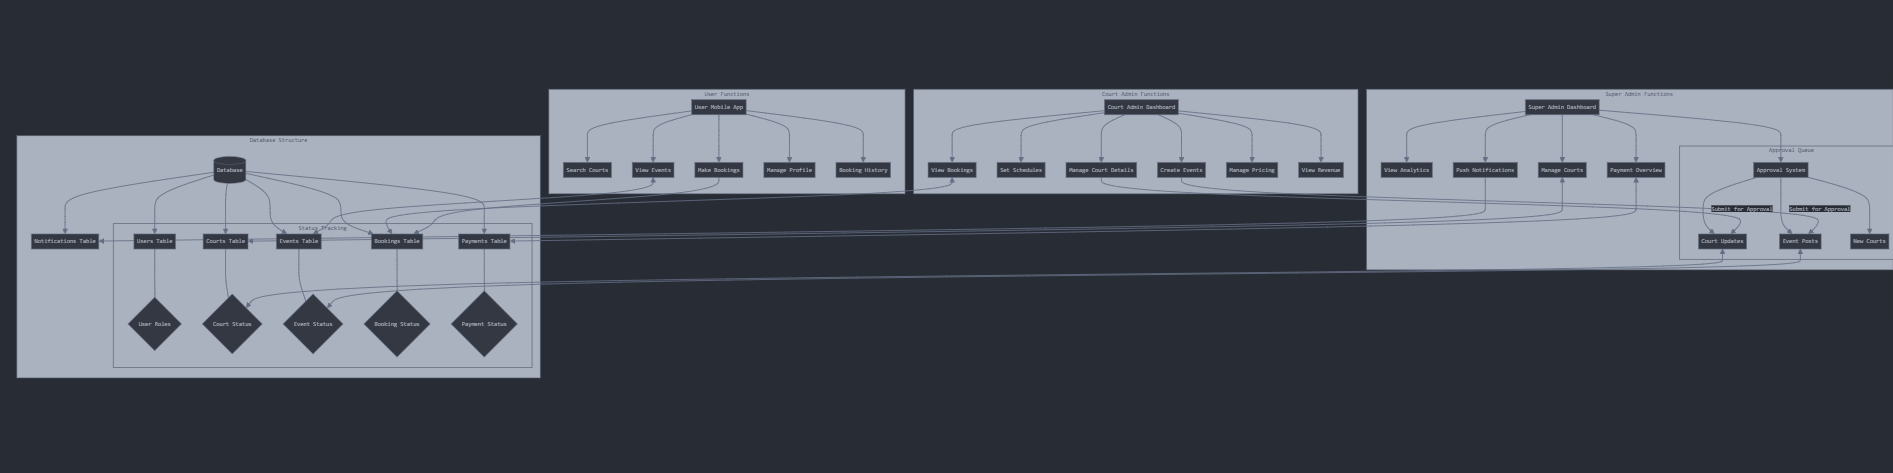 User Functions
Court Admin Functions
Super Admin Functions
User Mobile App
Court Admin Dashboard
Super Admin Dashboard
Database Structure
Approval Queue
Database
Search Courts
View Events
Make Bookings
Manage Profile
Booking History
View Bookings
Set Schedules
Manage Court Details
Create Events
Manage Pricing
View Revenue
View Analytics
Push Notifications
Manage Courts
Payment Overview
Approval System
Submit for Approval
Submit for Approval
Status Tracking
Notifications Table
Users Table
Courts Table
Events Table
Bookings Table
Payments Table
Court Updates
Event Posts
New Courts
User Roles
Court Status
Event Status
Booking Status
Payment Status